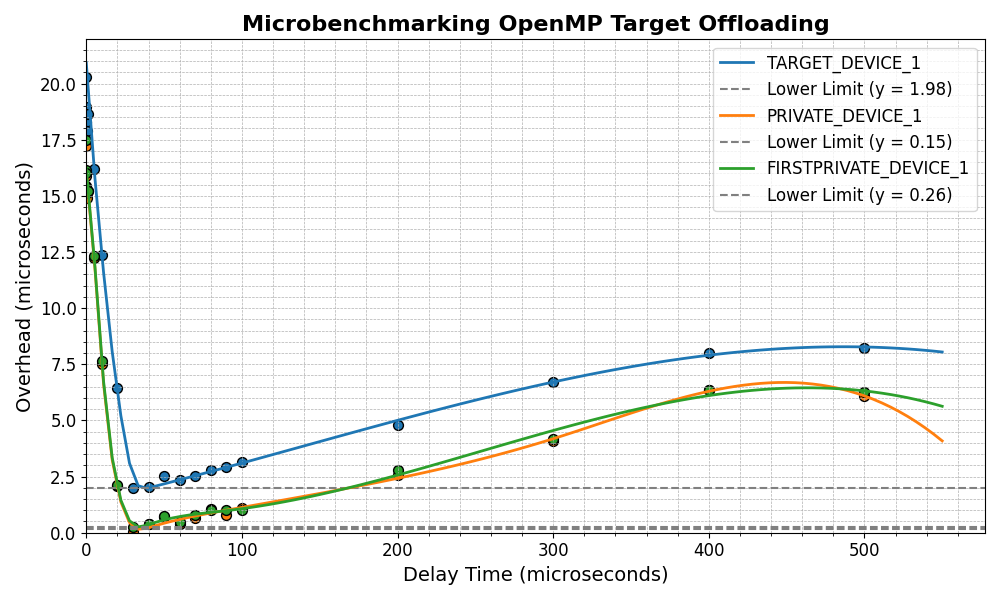 Microbenchmarking OpenMP Target Offloading
TARGET_DEVICE_1
Lower Limit (y = 1.98)
PRIVATE_DEVICE_1
Lower Limit (y = 0.15)
FIRSTPRIVATE_DEVICE_1
Lower Limit (y = 0.26)
Overhead (microseconds)
20.0
17.5
15.0
12.5
10.0
7.5
5.0
2.5
0.0
0 100 200 300 400 500
Delay Time (microseconds)